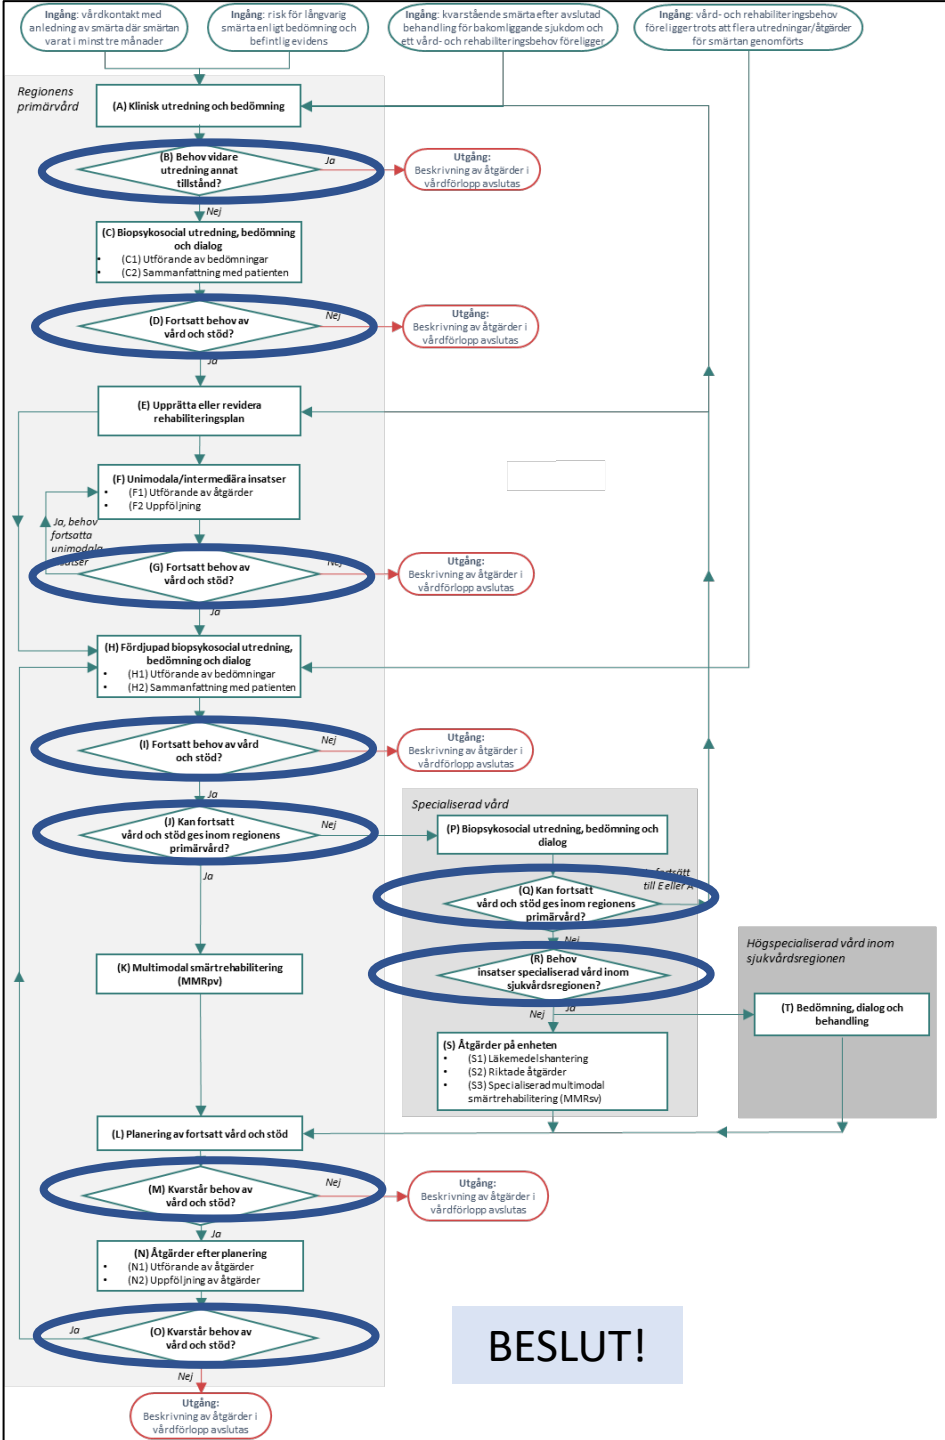 Ingång: vårdkontakt med
anledning av smärta där smärtan
varat i minst tre månader
Ingång: risk för långvarig
smärta enligt bedömning och
befintlig evidens
Ingång: kvarstående smärta efter avslutad
behandling för bakomliggande sjukdom och
ett vård- och rehabiliteringsbehov föreligger
Ingång: vård- och rehabiliteringsbehov
föreligger trots att flera utredningar/åtgärder
för smärtan genomförts
Regionens
primärvård
(A) Klinisk utredning och bedömning
(B) Behov vidare
utredning annat
tillstånd?
Ja
Utgång:
Beskrivning av åtgärder i
vårdförlopp avslutas
Nej
(C) Biopsykosocial utredning, bedömning
och dialog
• (C1) Utförande av bedömningar
• (C2) Sammanfattning med patienten
(D) Fortsatt behov av
vård och stöd?
Nej
Utgång:
Beskrivning av åtgärder i
vårdförlopp avslutas
Ja
(E) Upprätta eller revidera
rehabiliteringsplan
(F) Unimodala/intermediära insatser
• (F1) Utförande av åtgärder
• (F2 Uppföljning
Ja, behov
fortsatta
unimodala
(G) Fortsatt behov av
vård och stöd?
Nej
Utgång:
Beskrivning av åtgärder i
vårdförlopp avslutas
Ja
(H) Fördjupad biopsykosocial utredning,
bedömning och dialog
• (H1) Utförande av bedömningar
• (H2) Sammanfattning med patienten
(I) Fortsatt behov av vård
och stöd?
Nej
Utgång:
Beskrivning av åtgärder i
vårdförlopp avslutas
Ja
(J) Kan fortsatt
vård och stöd ges inom regionens
primärvård?
Nej
Ja
Specialiserad vård
(P) Biopsykosocial utredning, bedömning och
dialog
fortsätt
till E eller A
(Q) Kan fortsatt
vård och stöd ges inom regionens
primärvård?
Nej
(R) Behov
insatser specialiserad vård inom
sjukvårdsregionen?
Nej
Ja
Högspecialiserad vård inom
sjukvårdsregionen
(T) Bedömning, dialog och
behandling
(S) Åtgärder på enheten
• (S1) Läkemedelshantering
• (S2) Riktade åtgärder
• (S3) Specialiserad multimodal
smärtrehabilitering (MMRsv)
(K) Multimodal smärtrehabilitering
(MMRpv)
(L) Planering av fortsatt vård och stöd
(M) Kvarstår behov av
vård och stöd?
Nej
Utgång:
Beskrivning av åtgärder i
vårdförlopp avslutas
Ja
(N) Åtgärder efter planering
• (N1) Utförande av åtgärder
• (N2) Uppföljning av åtgärder
(O) Kvarstår behov av
vård och stöd?
Ja
Nej
Utgång:
Beskrivning av åtgärder i
vårdförlopp avslutas
BESLUT!